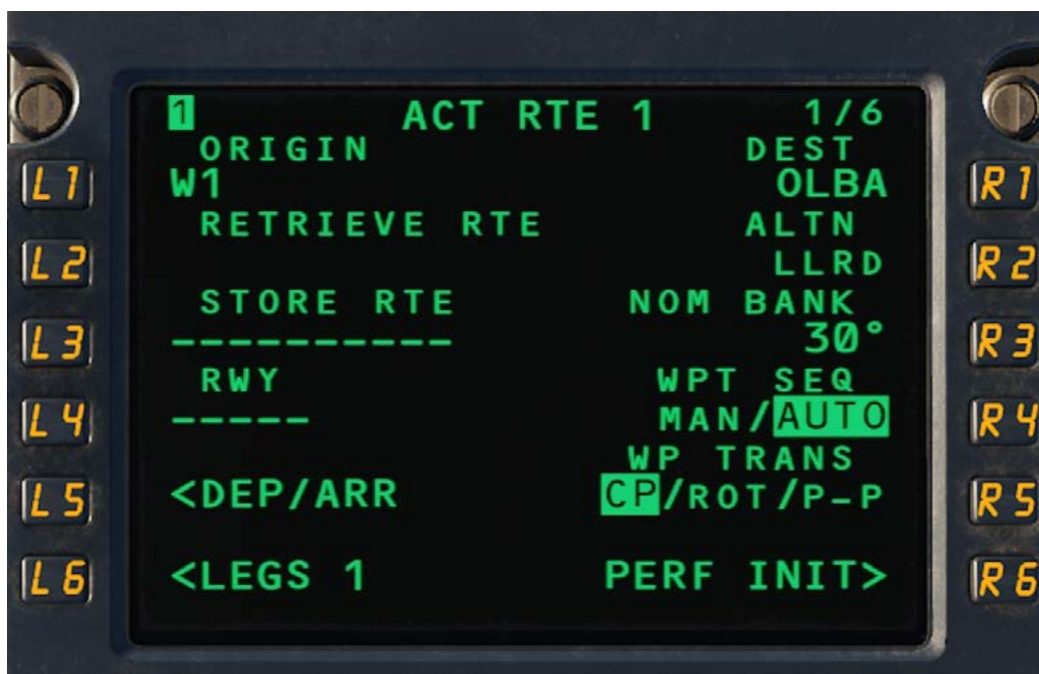 1 ACT RTE 1 1/6
ORIGIN DEST
L1 W1 OLBA R1
RETRIEVE RTE ALTN
L2 LLRD R2
STORE RTE NOM BANK
L3 ---------- 30° R3
RWY WPT SEQ
L4 ----- MAN/AUTO R4
WP TRANS
L5 <DEP/ARR CP/ROT/P-P R5
L6 <LEGS 1 PERF INIT> R6